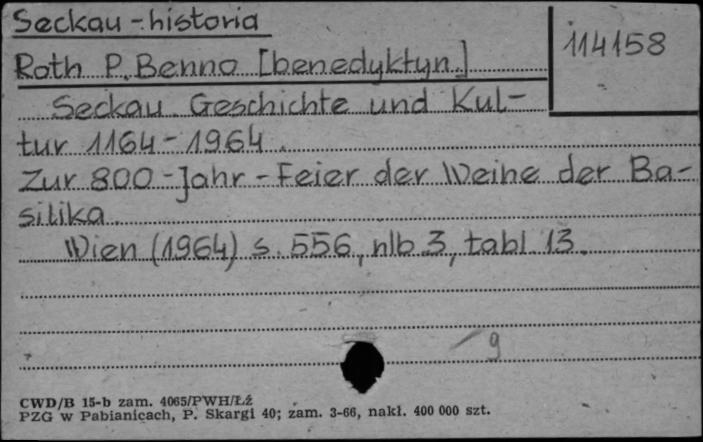 Seckau - historia
114158
Roth P. Benno [benedyktyn.]
Seckau. Geschichte und Kul-
tur 1164-1964.
Zur 800-Jahr-Feier der Weihe der Ba-
silika
Wien (1964) s. 556, nlb 3, tabl 13.
9
CWD/B 15-b zam. 4065/PWH/Łż
PZG w Pabianicach, P. Skargi 40; zam. 3-66, nakł. 400 000 szt.